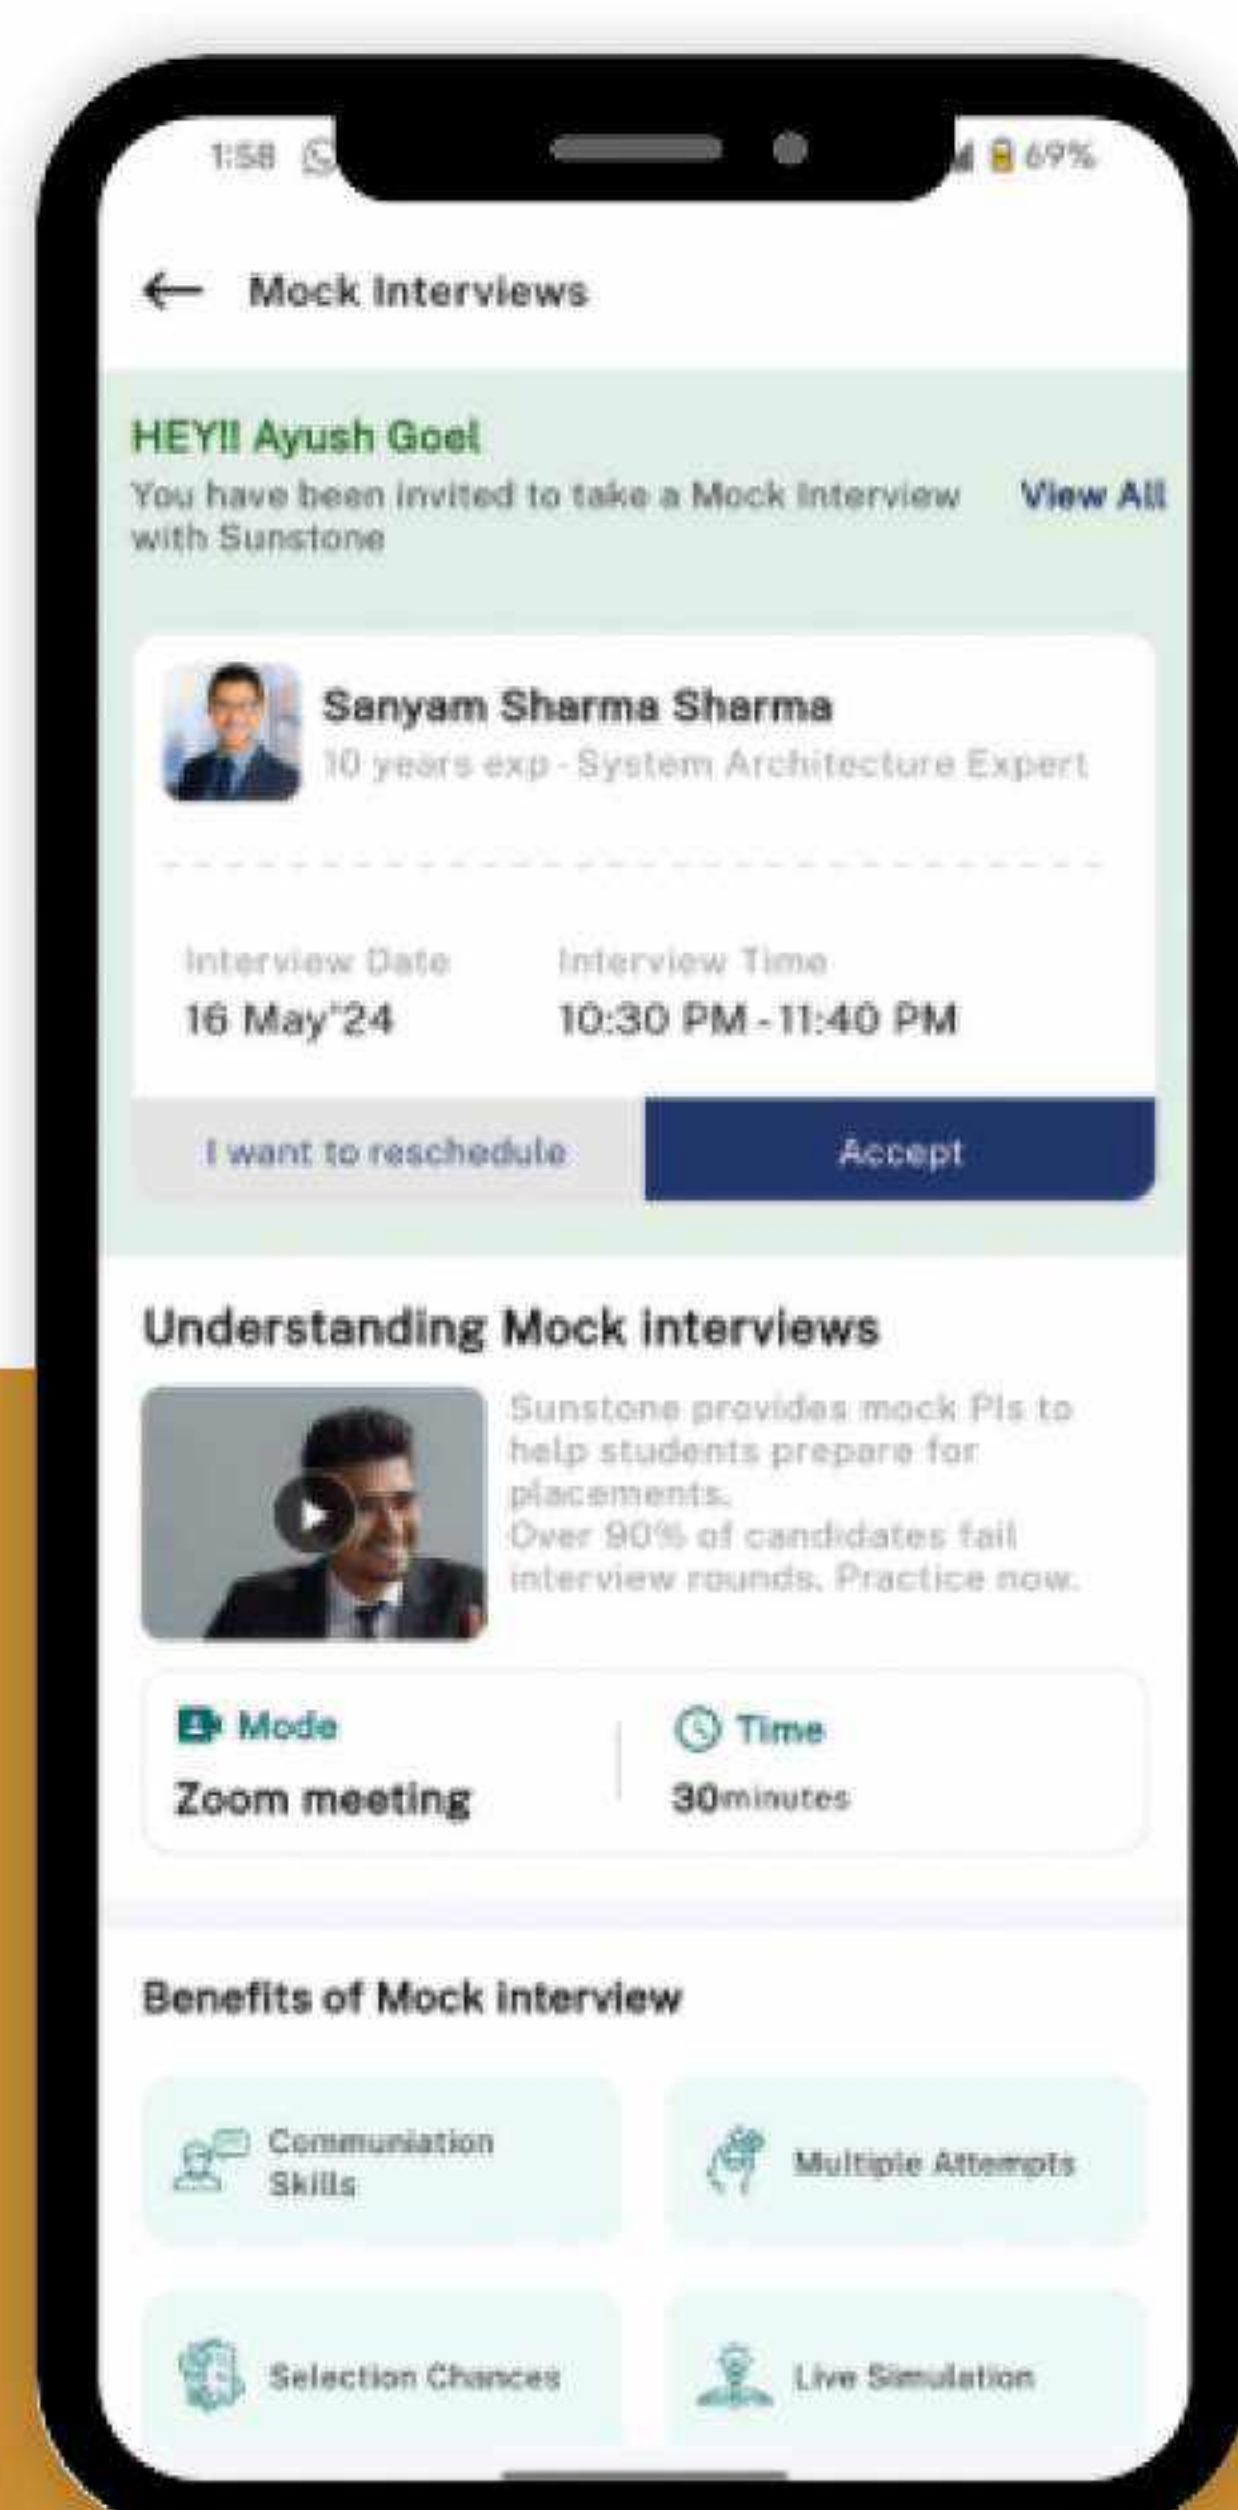 1:58
69%
Mock Interviews
HEY!! Ayush Goel
You have been invited to take a Mock Interview
with Sunstone
View All
Sanyam Sharma Sharma
10 years exp - System Architecture Expert
Interview Date
Interview Time
16 May'24
10:30 PM - 11:40 PM
I want to reschedule
Accept
Understanding Mock interviews
Sunstone provides mock PIs to
help students prepare for
placements.
Over 90% of candidates fail
interview rounds. Practice now.
Mode
Time
Zoom meeting
30minutes
Benefits of Mock interview
Communiation
Skills
Multiple Attempts
Selection Chances
Live Simulation